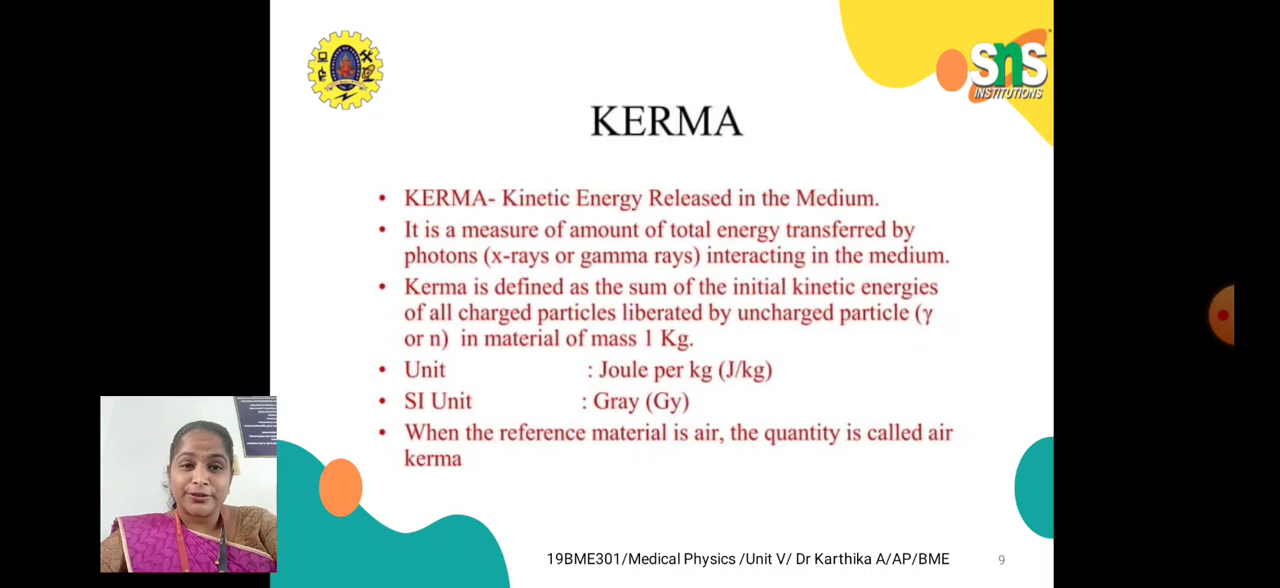 SnS
INSTITUTIONS
KERMA
• KERMA- Kinetic Energy Released in the Medium.
• It is a measure of amount of total energy transferred by
photons (x-rays or gamma rays) interacting in the medium.
• Kerma is defined as the sum of the initial kinetic energies
of all charged particles liberated by uncharged particle (γ
or n) in material of mass 1 Kg.
• Unit : Joule per kg (J/kg)
• SI Unit : Gray (Gy)
• When the reference material is air, the quantity is called air
kerma
19BME301/Medical Physics /Unit V/ Dr Karthika A/AP/BME
9